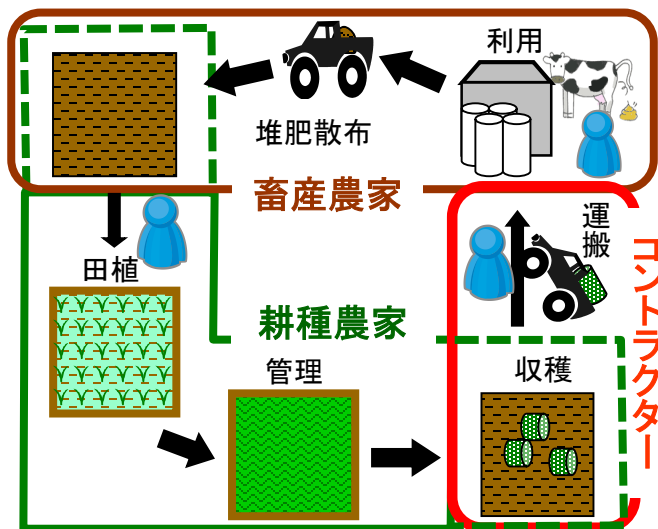 利用
堆肥散布
畜産農家
運搬
田植
コントラクター
耕種農家
管理
収穫